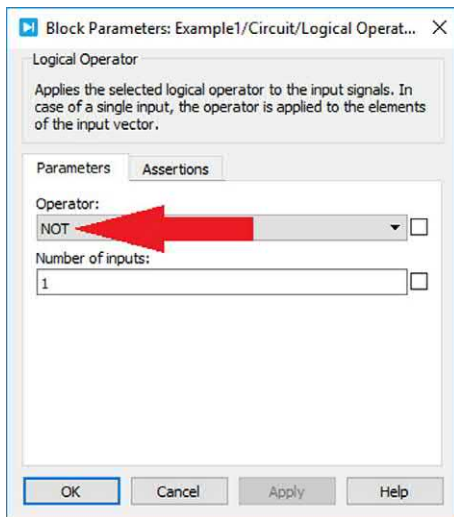 Block Parameters: Example1/Circuit/Logical Operat...
Logical Operator
Applies the selected logical operator to the input signals. In
case of a single input, the operator is applied to the elements
of the input vector.
Parameters
Assertions
Operator:
NOT
Number of inputs:
1
OK
Cancel
Apply
Help